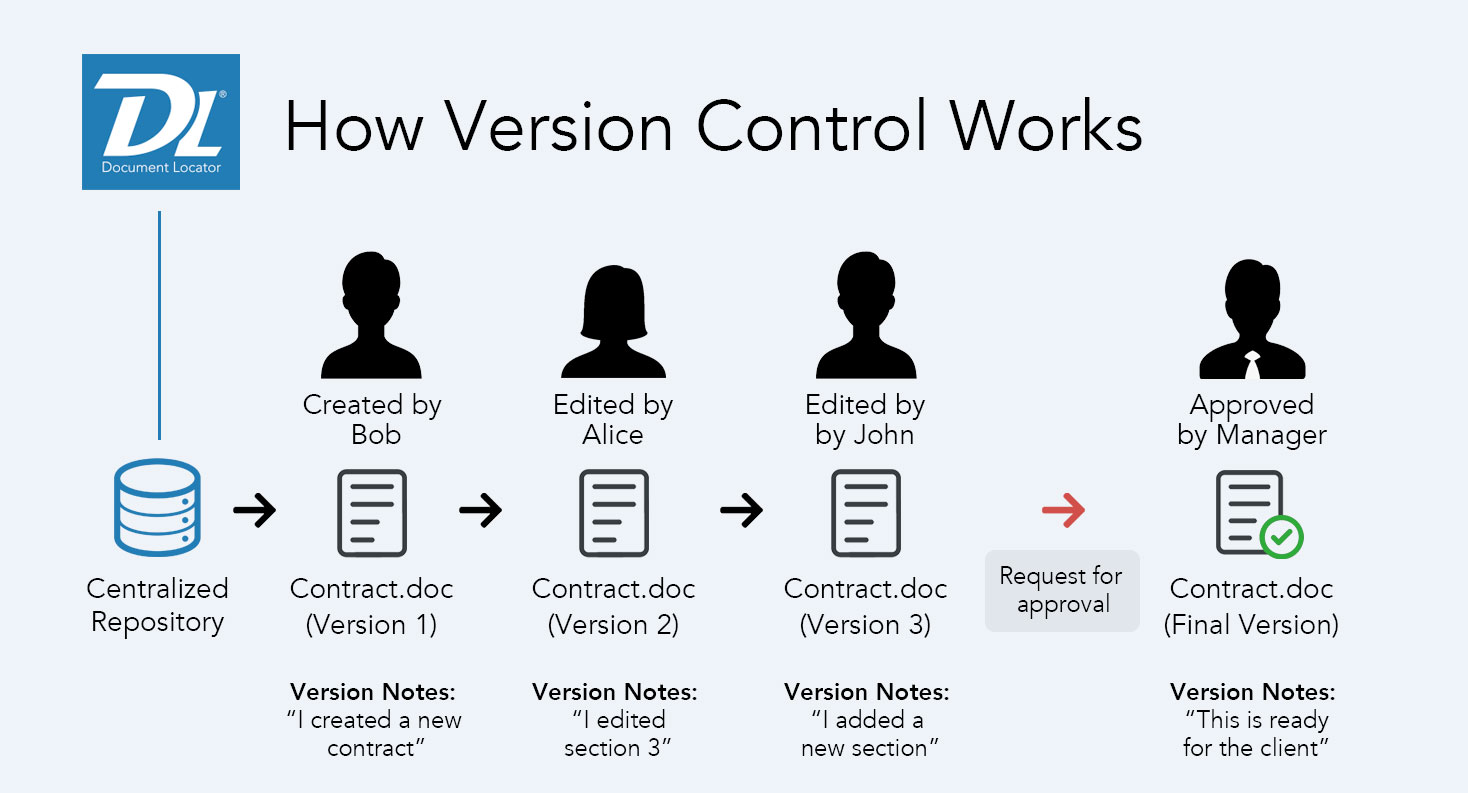 DL®
Document Locator
How Version Control Works
Created by
Bob
Edited by
Alice
Edited by
by John
Approved
by Manager
Centralized
Repository
Contract.doc
(Version 1)
Contract.doc
(Version 2)
Contract.doc
(Version 3)
Request for
approval
Contract.doc
(Final Version)
Version Notes:
“I created a new
contract”
Version Notes:
“I edited
section 3”
Version Notes:
“I added a
new section”
Version Notes:
“This is ready
for the client”